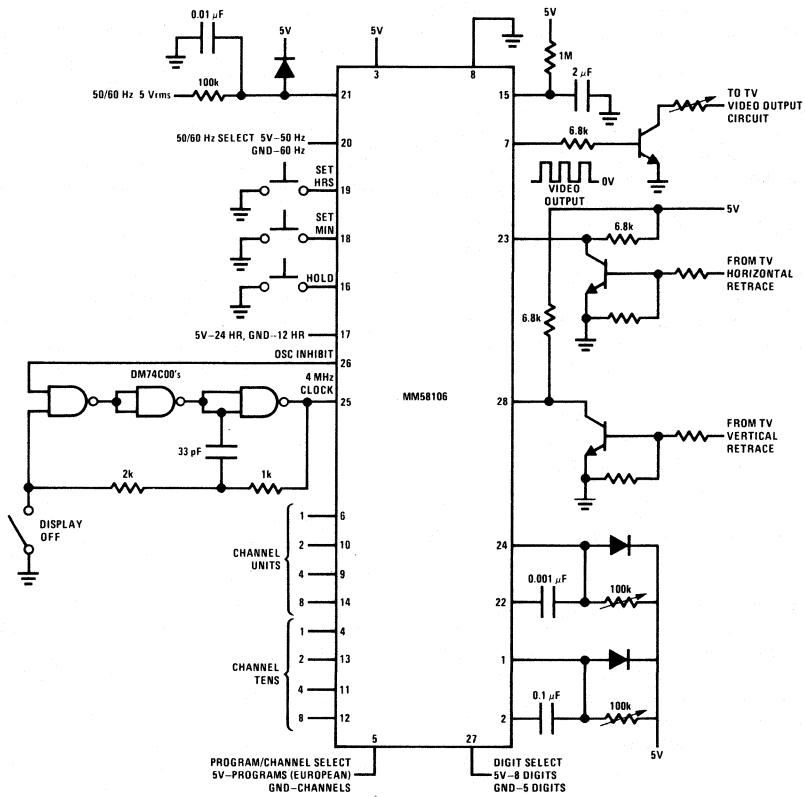 0.01 µF
5V
5V
5V
1M
3
8
2 µF
100k
50/60 Hz 5 Vrms
21
15
TO TV
VIDEO OUTPUT
CIRCUIT
6.8k
50/60 Hz SELECT 5V–50 Hz
GND–60 Hz
20
7
SET
HRS
19
VIDEO
OUTPUT
0V
5V
SET
MIN
18
23
6.8k
HOLD
16
FROM TV
HORIZONTAL
RETRACE
6.8k
5V–24 HR, GND–12 HR
17
OSC INHIBIT
26
DM74C00's
4 MHz
CLOCK
25
MM58106
28
33 pF
FROM TV
VERTICAL
RETRACE
2k
1k
DISPLAY
OFF
CHANNEL
UNITS
1
6
2
10
4
9
8
14
24
0.001 µF
100k
22
CHANNEL
TENS
1
4
2
13
4
11
8
12
1
0.1 µF
100k
2
5
27
5V
PROGRAM/CHANNEL SELECT
5V–PROGRAMS (EUROPEAN)
GND–CHANNELS
DIGIT SELECT
5V–8 DIGITS
GND–5 DIGITS